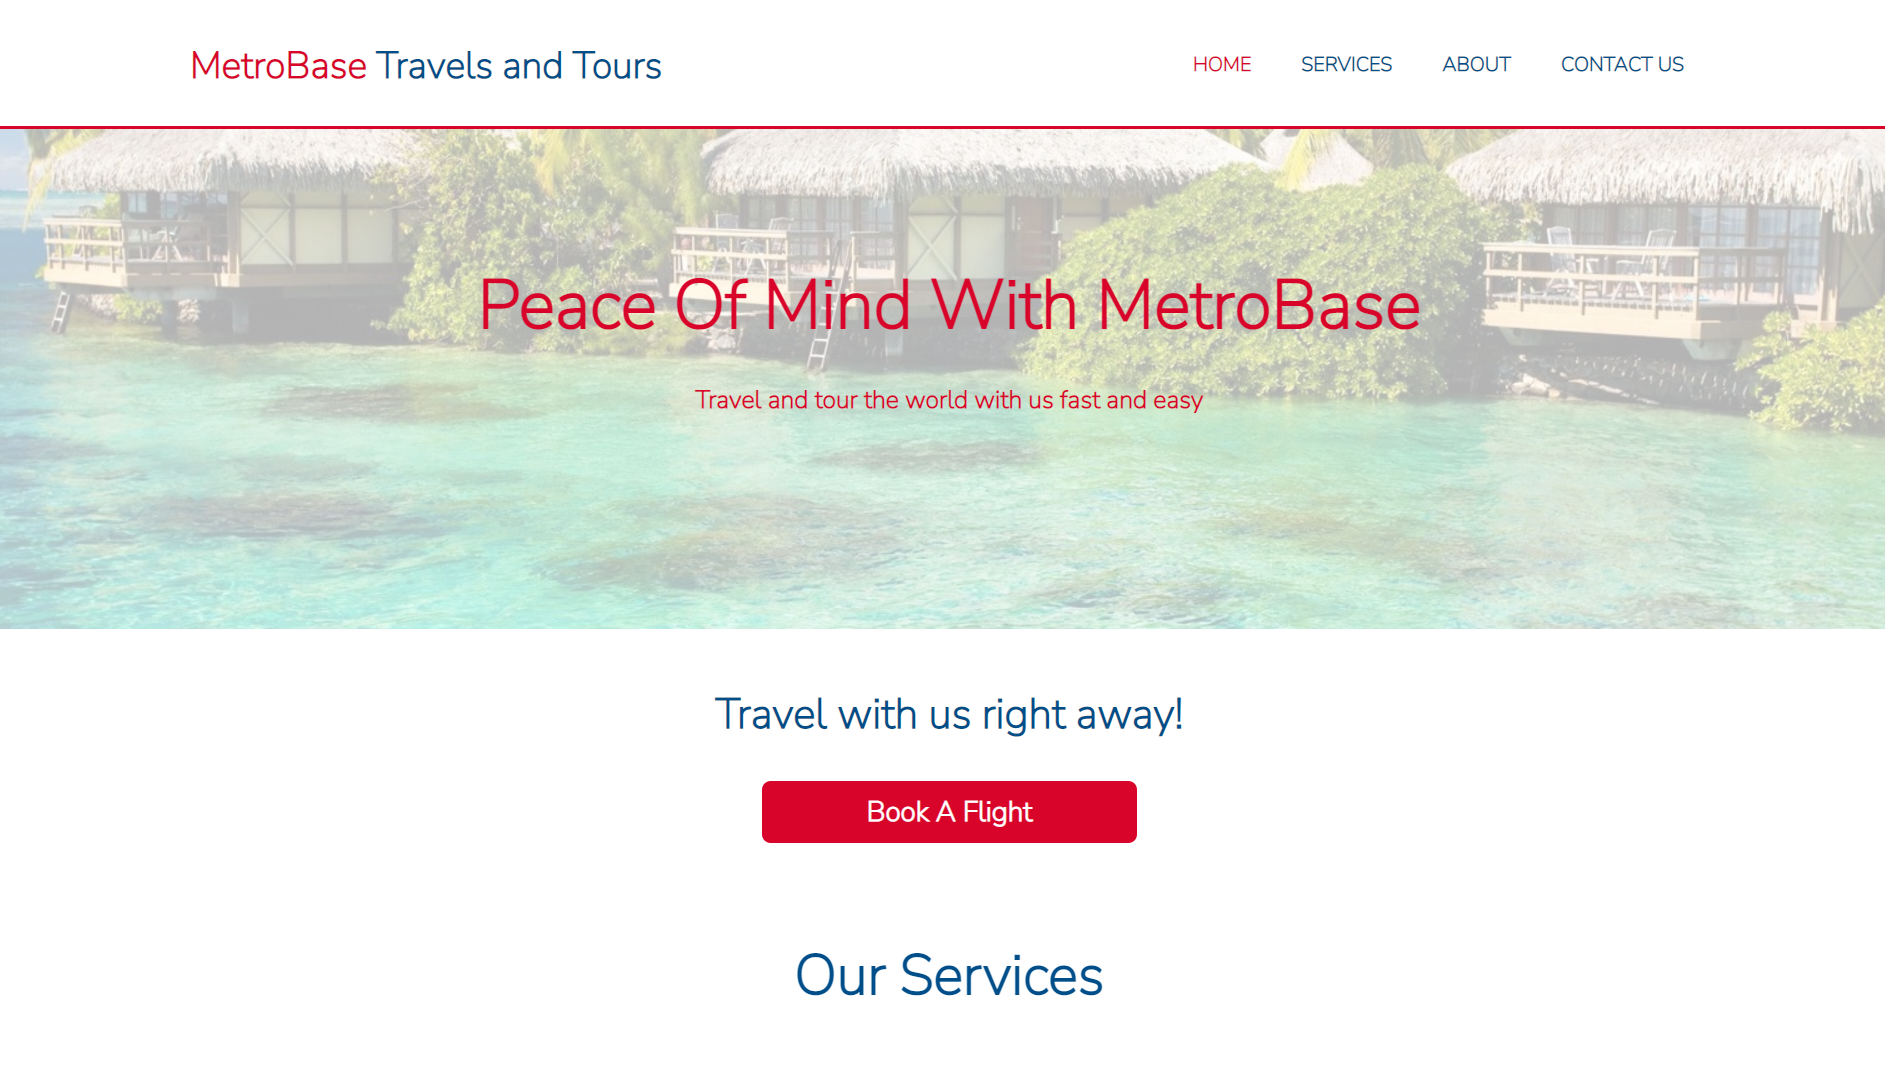 MetroBase Travels and Tours
HOME SERVICES ABOUT CONTACT US
Peace Of Mind With MetroBase
Travel and tour the world with us fast and easy
Travel with us right away!
Book A Flight
Our Services